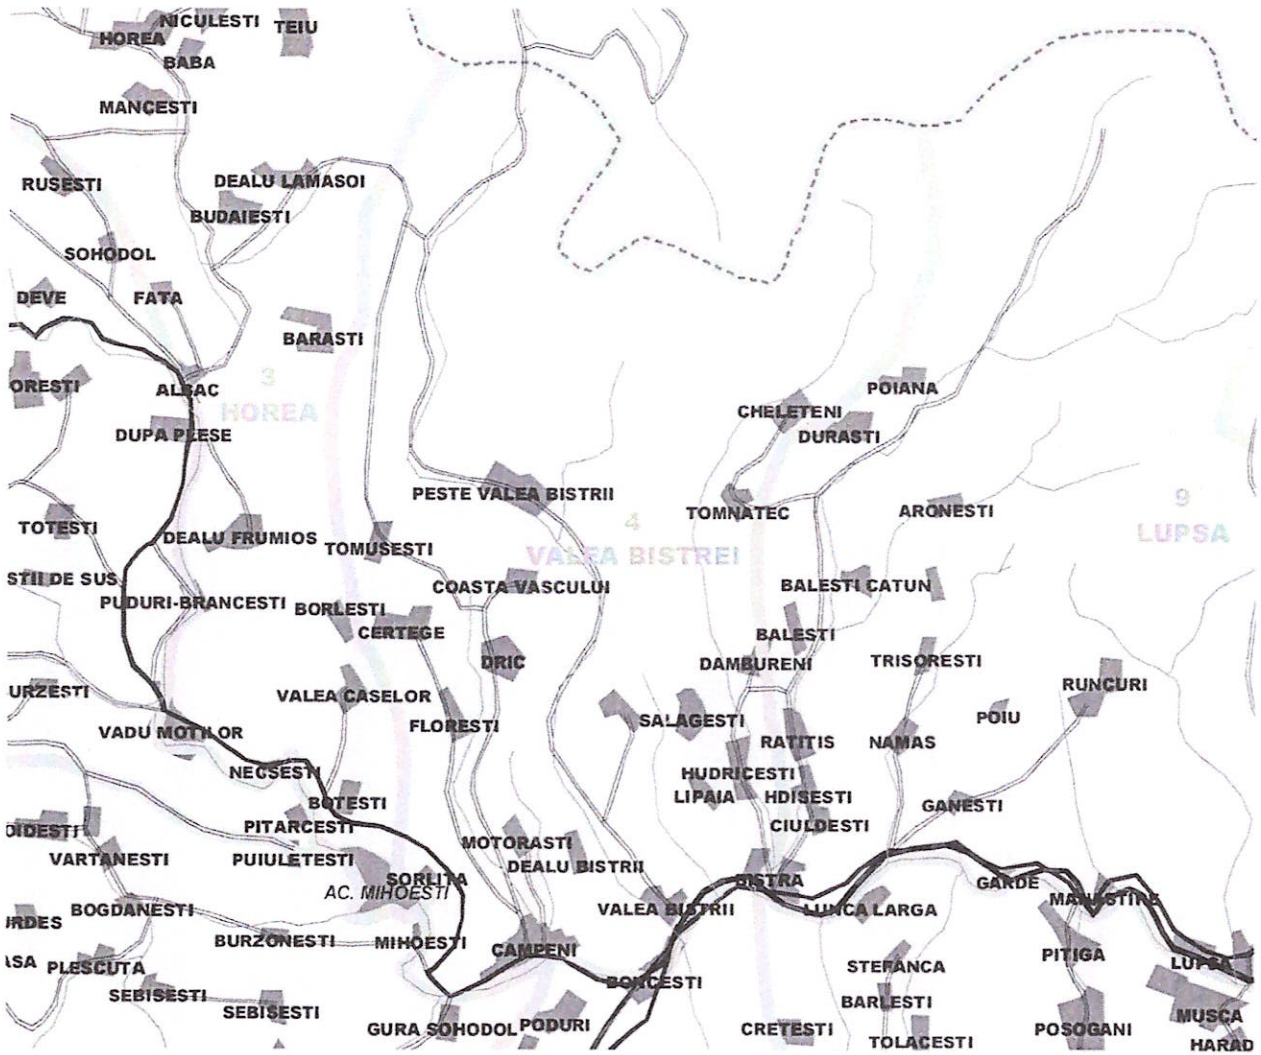 NICULESTI
TEIU
HOREA
BABA
MANCESTI
RUSESTI
DEALU LAMASOI
BUDAIESTI
SOHODOL
DEVE
FATA
BARASTI
ORESTI
ALBAC
3
HOREA
POIANA
CHELETENI
DURASTI
DUPA PLESE
PESTE VALEA BISTRII
TOMNATEC
ARONESTI
9
LUPSA
4
VALEA BISTREI
TOTESTI
DEALU FRUMIOS
TOMUSESTI
STII DE SUS
COASTA VASCULUI
BALESTI CATUN
PUDURI-BRANCESTI
BORLESTI
CERTEGE
BALESTI
DRIC
DAMBURENI
TRISORESTI
URZESTI
VALEA CASELOR
RUNCURI
FLORESTI
SALAGESTI
POIU
VADU MOTILOR
RATITIS
NAMAS
NECSESTI
HUDRICESTI
LIPAIA
HDISESTI
BOTESTI
GANESTI
PITARCESTI
CIULDESTI
OIDESTI
MOTORASTI
VARTANESTI
PUIULETESTI
DEALU BISTRII
SORLITA
AC. MIHOESTI
BISTRA
GARDE
MANASTIRE
BOGDANESTI
VALEA BISTRII
LUNCA LARGA
URDES
BURZONESTI
MIHOESTI
CAMPENI
PITIGA
LUPSA
ASA
PLESCUTA
STEFANCA
BONCESTI
SEBISESTI
SEBISESTI
BARLESTI
MUSCA
GURA SOHODOL
PODURI
CRETESTI
TOLACESTI
POSOGANI
HARAD